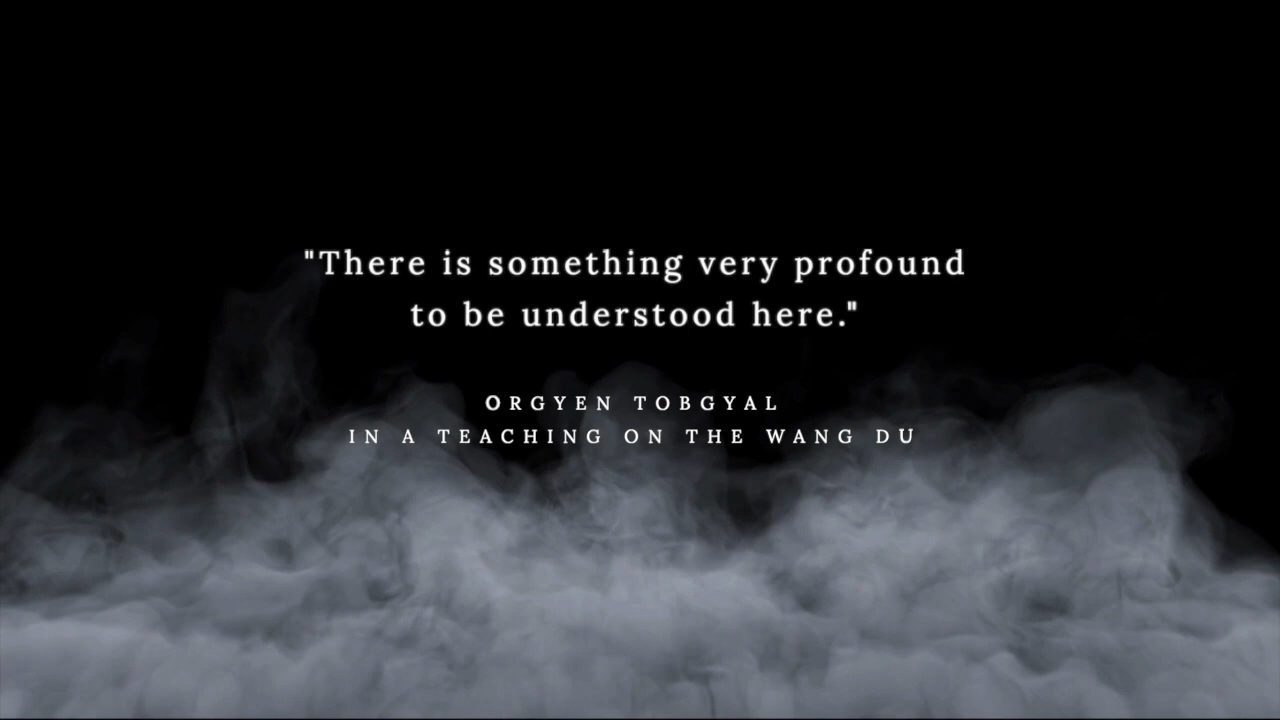 "There is something very profound
to be understood here."
ORGYEN TOBGYAL
IN A TEACHING ON THE WANG DU